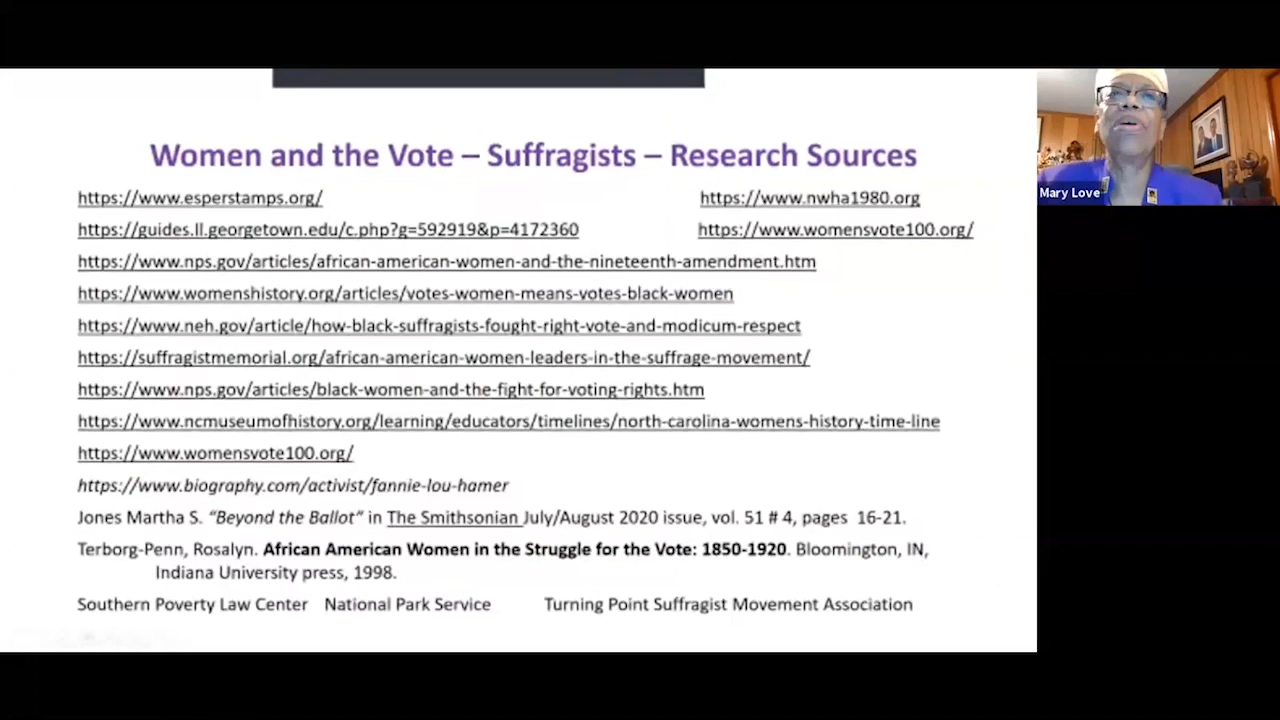 Women and the Vote – Suffragists – Research Sources
https://www.esperstamps.org/ https://www.nwha1980.org
https://guides.ll.georgetown.edu/c.php?g=592919&p=4172360 https://www.womensvote100.org/
https://www.nps.gov/articles/african-american-women-and-the-nineteenth-amendment.htm
https://www.womenshistory.org/articles/votes-women-means-votes-black-women
https://www.neh.gov/article/how-black-suffragists-fought-right-vote-and-modicum-respect
https://suffragistmemorial.org/african-american-women-leaders-in-the-suffrage-movement/
https://www.nps.gov/articles/black-women-and-the-fight-for-voting-rights.htm
https://www.ncmuseumofhistory.org/learning/educators/timelines/north-carolina-womens-history-time-line
https://www.womensvote100.org/
https://www.biography.com/activist/fannie-lou-hamer
Jones Martha S. “Beyond the Ballot” in The Smithsonian July/August 2020 issue, vol. 51 # 4, pages 16-21.
Terborg-Penn, Rosalyn. African American Women in the Struggle for the Vote: 1850-1920. Bloomington, IN,
Indiana University press, 1998.
Southern Poverty Law Center National Park Service Turning Point Suffragist Movement Association
Mary Love